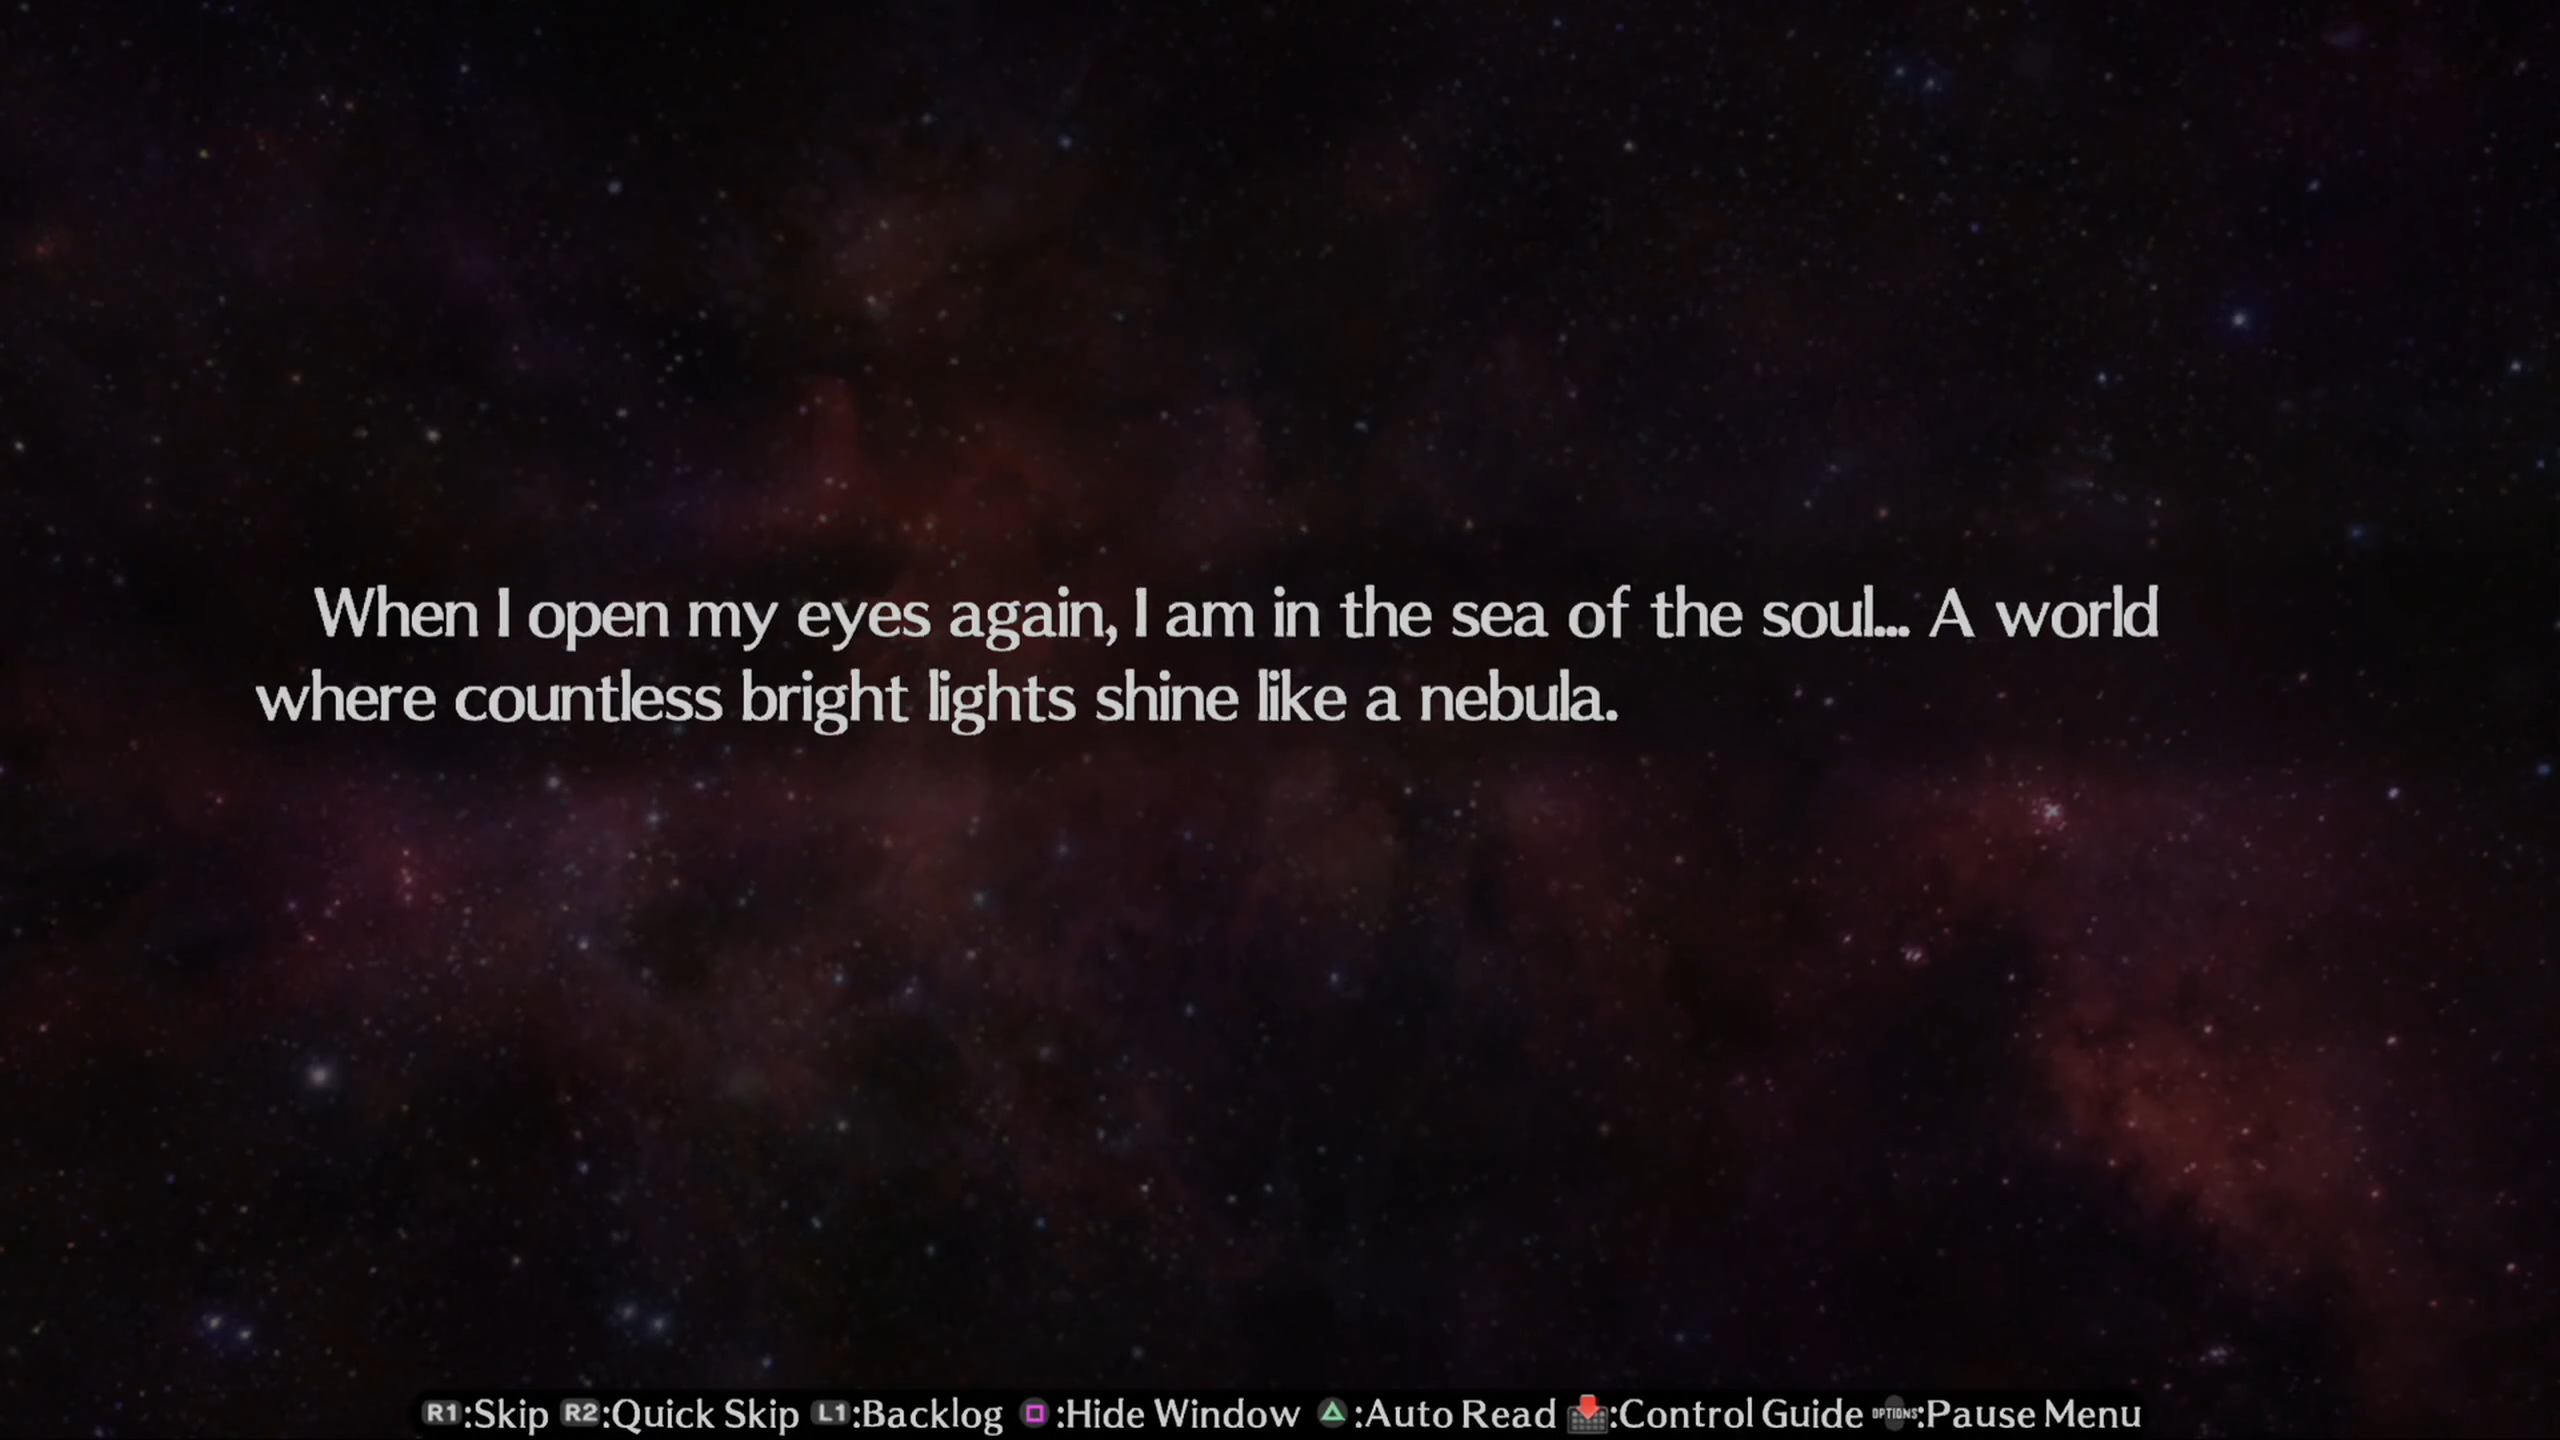 When I open my eyes again, I am in the sea of the soul... A world
where countless bright lights shine like a nebula.
R1:Skip R2:Quick Skip L1:Backlog :Hide Window :Auto Read :Control Guide OPTIONS:Pause Menu